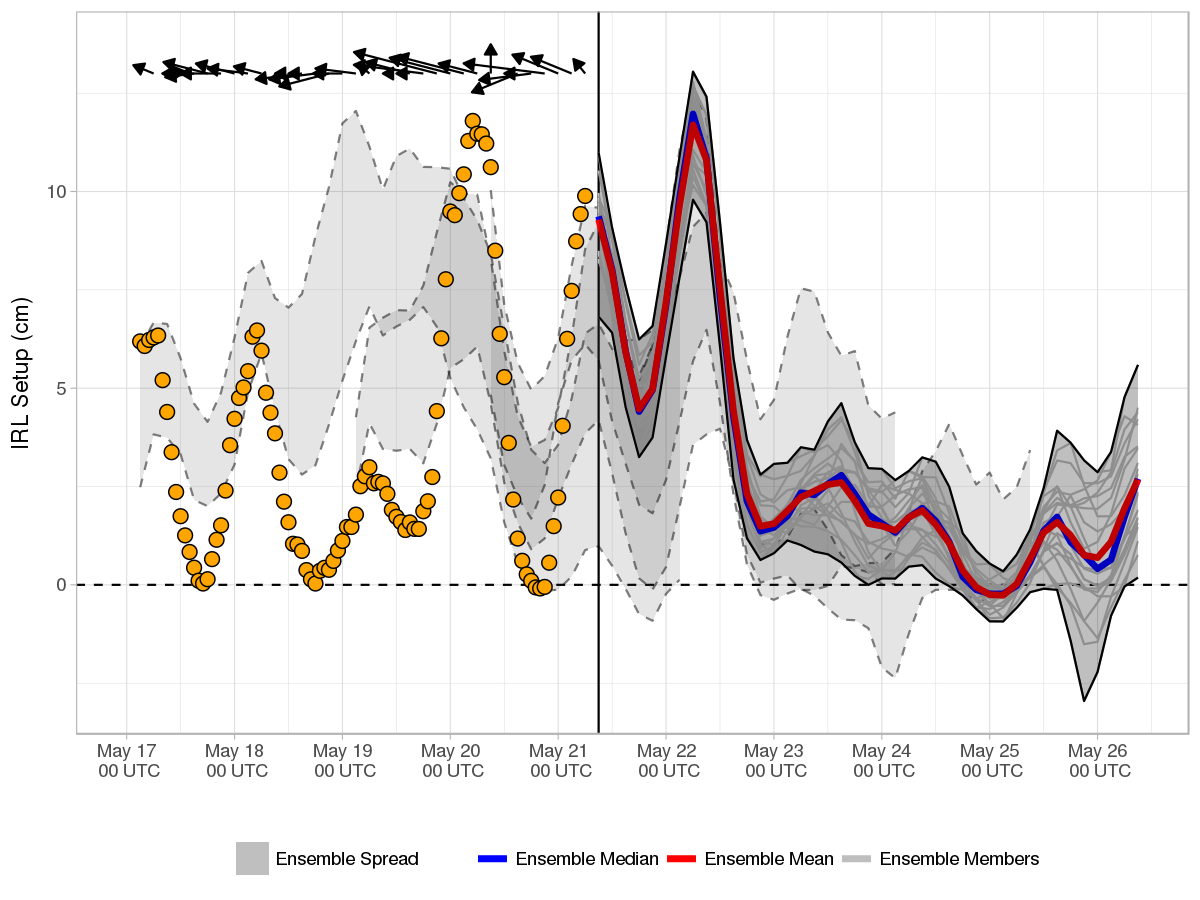 IRL Setup (cm)
10
5
0
May 17 May 18 May 19 May 20 May 21 May 22 May 23 May 24 May 25 May 26
00 UTC 00 UTC 00 UTC 00 UTC 00 UTC 00 UTC 00 UTC 00 UTC 00 UTC 00 UTC
Ensemble Spread Ensemble Median Ensemble Mean Ensemble Members